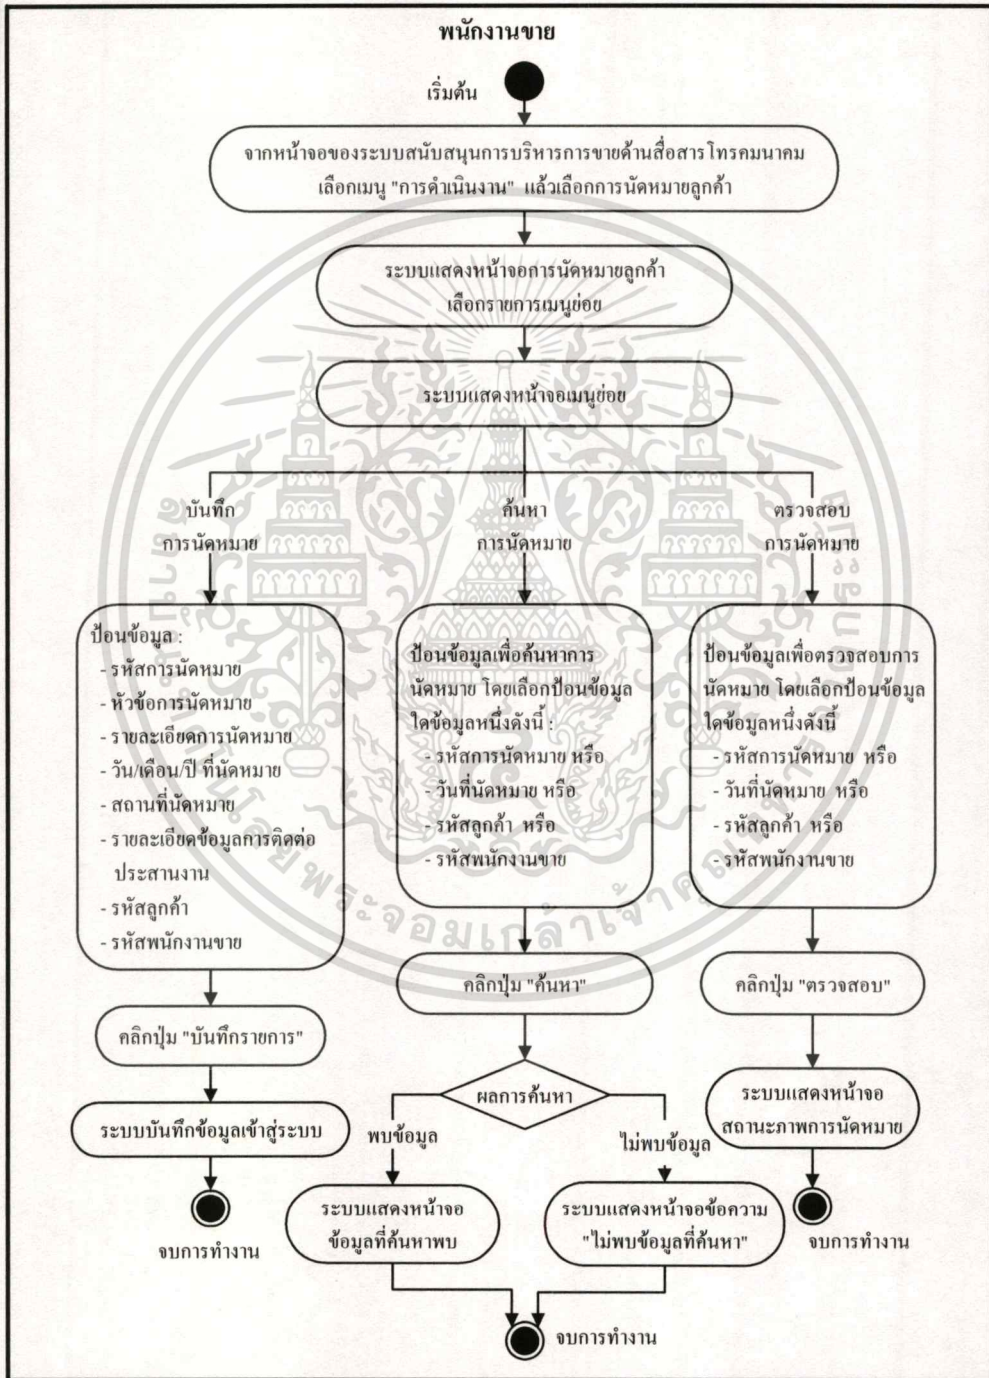 พนักงานขาย
เริ่มต้น
จากหน้าจอของระบบสนับสนุนการบริหารการขายด้านสื่อสารโทรคมนาคม
เลือกเมนู "การดำเนินงาน" แล้วเลือกการนัดหมายลูกค้า
ระบบแสดงหน้าจอการนัดหมายลูกค้า
เลือกรายการเมนูย่อย
ระบบแสดงหน้าจอเมนูย่อย
บันทึก
การนัดหมาย
ค้นหา
การนัดหมาย
ตรวจสอบ
การนัดหมาย
ป้อนข้อมูล :
- รหัสการนัดหมาย
- หัวข้อการนัดหมาย
- รายละเอียดการนัดหมาย
- วัน/เดือน/ปี ที่นัดหมาย
- สถานที่นัดหมาย
- รายละเอียดข้อมูลการติดต่อ
ประสานงาน
- รหัสลูกค้า
- รหัสพนักงานขาย
ป้อนข้อมูลเพื่อค้นหาการ
นัดหมาย โดยเลือกป้อนข้อมูล
ใดข้อมูลหนึ่งดังนี้ :
- รหัสการนัดหมาย หรือ
- วันที่นัดหมาย หรือ
- รหัสลูกค้า หรือ
- รหัสพนักงานขาย
ป้อนข้อมูลเพื่อตรวจสอบการ
นัดหมาย โดยเลือกป้อนข้อมูล
ใดข้อมูลหนึ่งดังนี้
- รหัสการนัดหมาย หรือ
- วันที่นัดหมาย หรือ
- รหัสลูกค้า หรือ
- รหัสพนักงานขาย
คลิกปุ่ม "บันทึกรายการ"
คลิกปุ่ม "ค้นหา"
คลิกปุ่ม "ตรวจสอบ"
ระบบบันทึกข้อมูลเข้าสู่ระบบ
ผลการค้นหา
ระบบแสดงหน้าจอ
สถานะภาพการนัดหมาย
พบข้อมูล
ไม่พบข้อมูล
ระบบแสดงหน้าจอ
ข้อมูลที่ค้นหาพบ
ระบบแสดงหน้าจอข้อความ
"ไม่พบข้อมูลที่ค้นหา"
จบการทำงาน
จบการทำงาน
จบการทำงาน